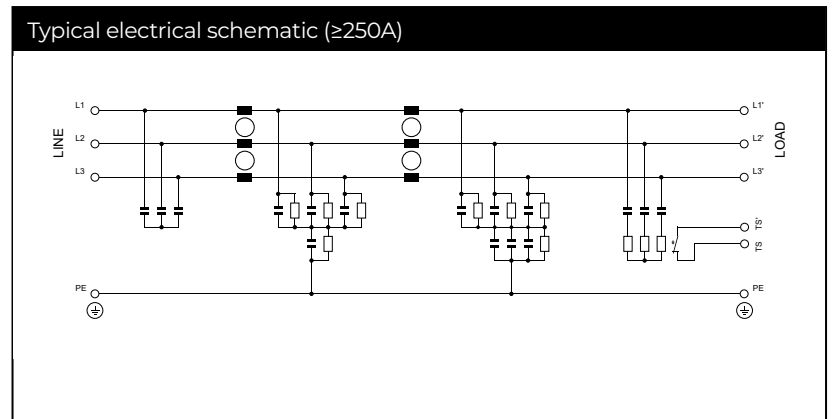 Typical electrical schematic (≥250A)
L1
L1'
LINE
L2
L2'
LOAD
L3
L3'
TS'
TS
PE
PE